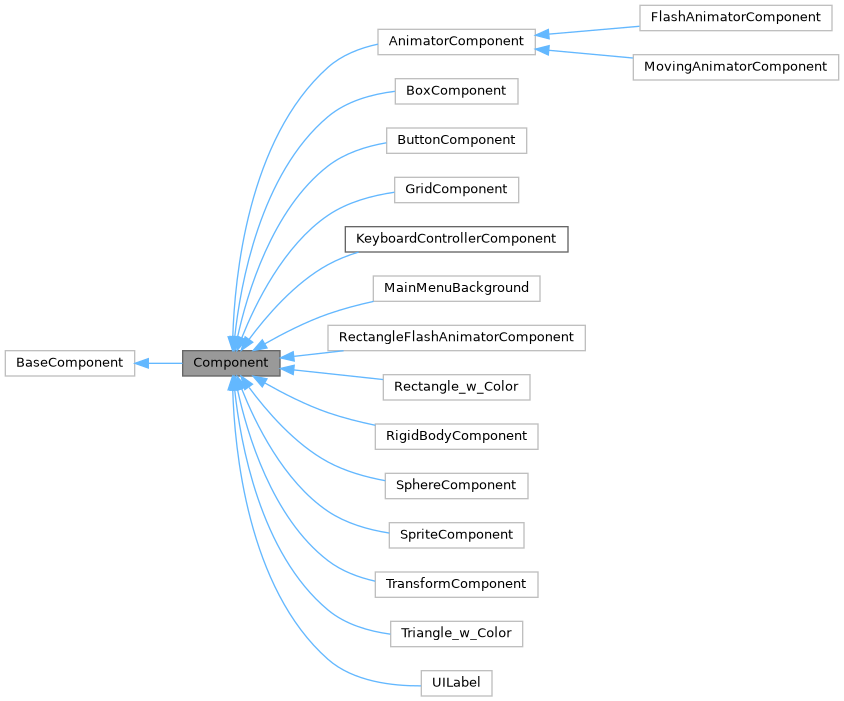 FlashAnimatorComponent
AnimatorComponent
MovingAnimatorComponent
BoxComponent
ButtonComponent
GridComponent
KeyboardControllerComponent
MainMenuBackground
RectangleFlashAnimatorComponent
BaseComponent
Component
Rectangle_w_Color
RigidBodyComponent
SphereComponent
SpriteComponent
TransformComponent
Triangle_w_Color
UILabel